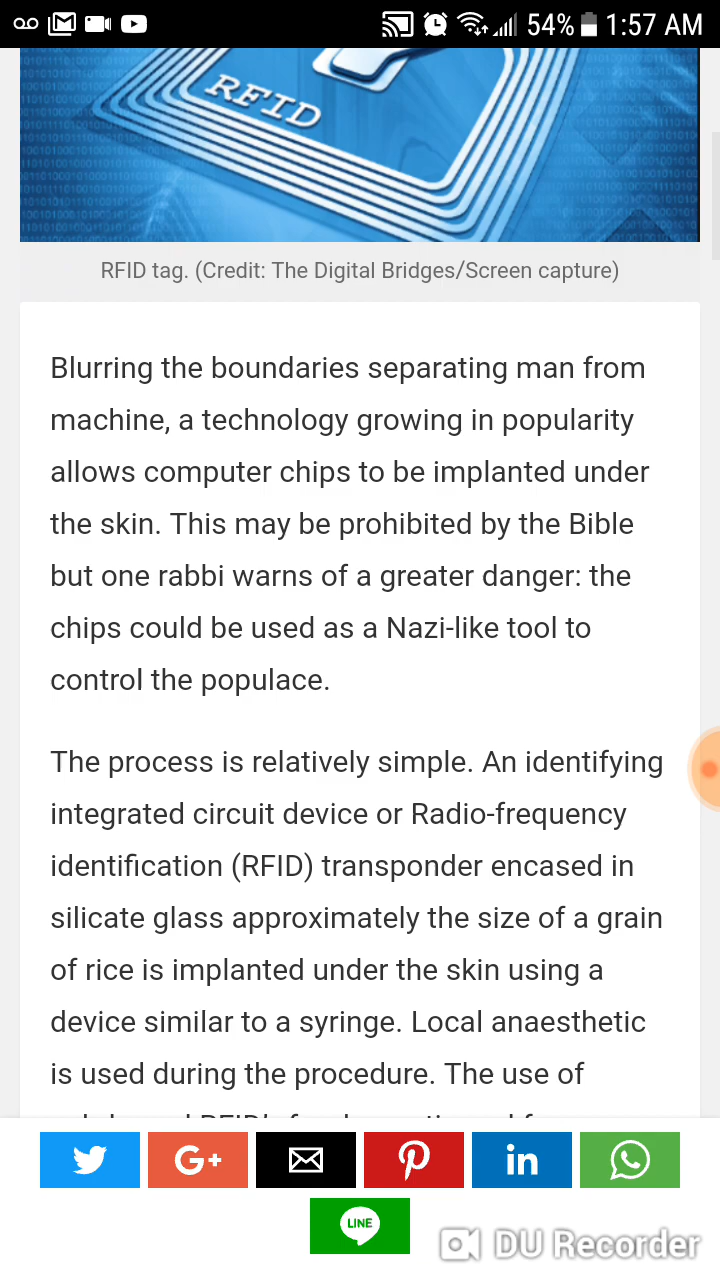 54% 1:57 AM
RFID
RFID tag. (Credit: The Digital Bridges/Screen capture)
Blurring the boundaries separating man from
machine, a technology growing in popularity
allows computer chips to be implanted under
the skin. This may be prohibited by the Bible
but one rabbi warns of a greater danger: the
chips could be used as a Nazi-like tool to
control the populace.
The process is relatively simple. An identifying
integrated circuit device or Radio-frequency
identification (RFID) transponder encased in
silicate glass approximately the size of a grain
of rice is implanted under the skin using a
device similar to a syringe. Local anaesthetic
is used during the procedure. The use of
G+
in
LINE
DU Recorder